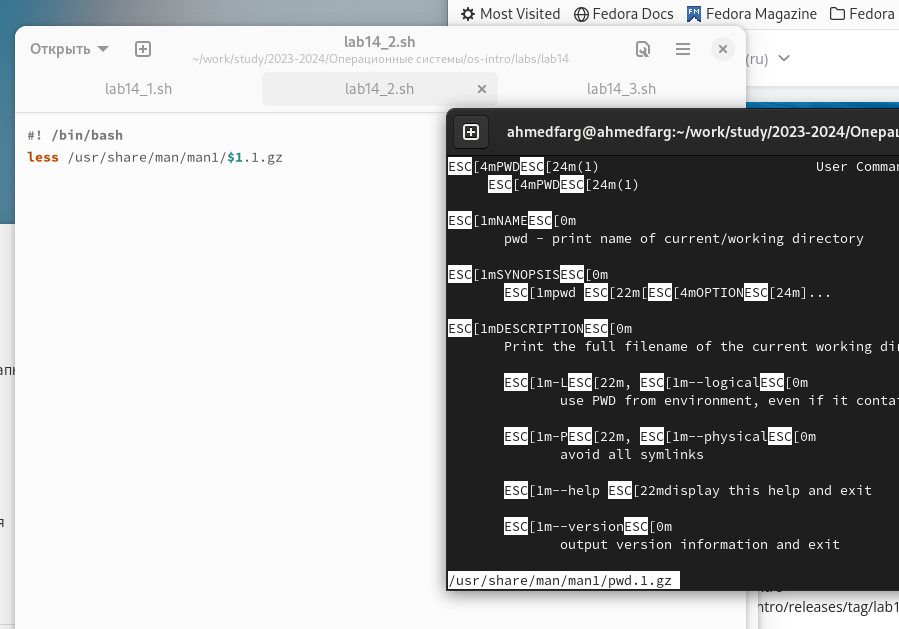 Most Visited Fedora Docs Fedora Magazine Fedora
(ru)
Открыть
lab14_2.sh
~/work/study/2023-2024/Операционные системы/os-intro/labs/lab14
lab14_1.sh lab14_2.sh lab14_3.sh
#! /bin/bash
less /usr/share/man/man1/$1.1.gz
ahmedfarg@ahmedfarg:~/work/study/2023-2024/Операц
ESC[4mPWDESC[24m(1) User Comman
ESC[4mPWDESC[24m(1)
ESC[1mNAMEESC[0m
pwd - print name of current/working directory
ESC[1mSYNOPSISESC[0m
ESC[1mpwd ESC[22m[ESC[4mOPTIONESC[24m]...
ESC[1mDESCRIPTIONESC[0m
Print the full filename of the current working dir
ESC[1m-LESC[22m, ESC[1m--logicalESC[0m
use PWD from environment, even if it contai
ESC[1m-PESC[22m, ESC[1m--physicalESC[0m
avoid all symlinks
ESC[1m--help ESC[22mdisplay this help and exit
ESC[1m--versionESC[0m
output version information and exit
/usr/share/man/man1/pwd.1.gz
ntro/releases/tag/lab1